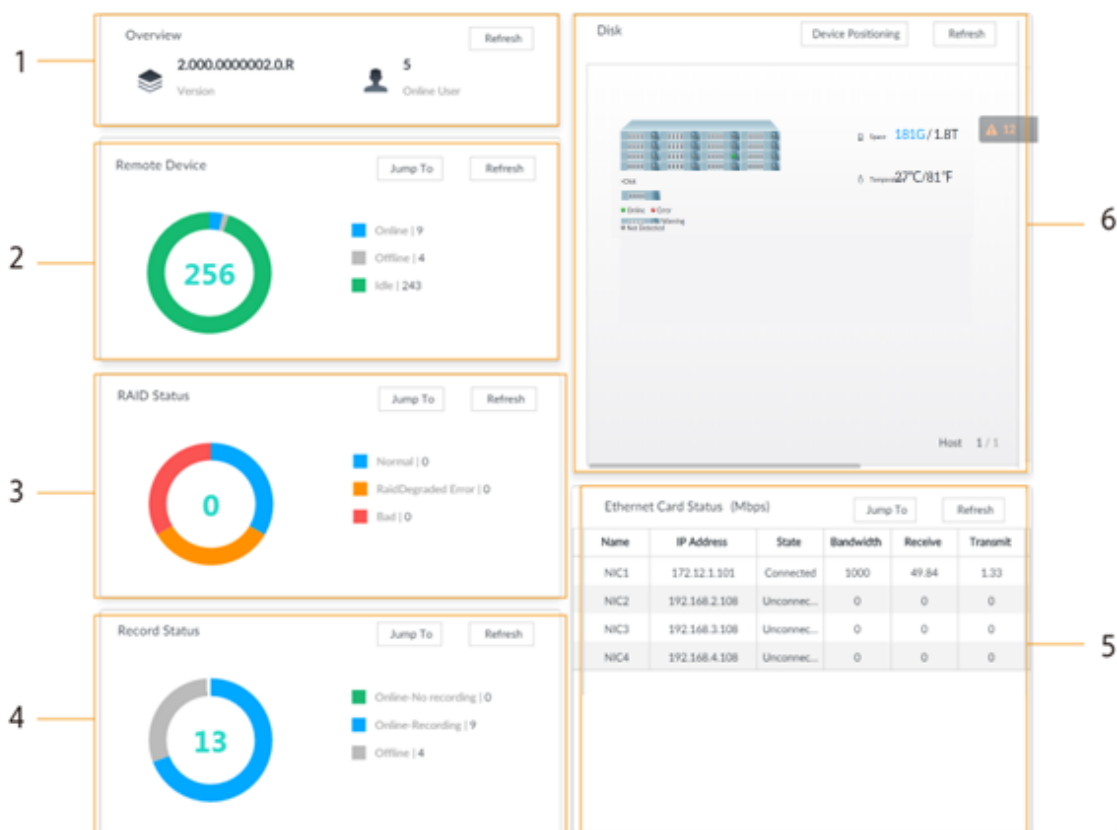 1
Overview
Refresh
2.000.0000002.0.R
Version
5
Online User
2
Remote Device
Jump To
Refresh
256
Online | 9
Offline | 4
Idle | 243
3
RAID Status
Jump To
Refresh
0
Normal | 0
RaidDegraded Error | 0
Bad | 0
4
Record Status
Jump To
Refresh
13
Online-No recording | 0
Online-Recording | 9
Offline | 4
Disk
Device Positioning
Refresh
Space 181G/1.8T
12
27℃/81℉
Online Error
Warning
Not Detected
Host 1 / 1
6
Ethernet Card Status (Mbps)
Jump To
Refresh
Name IP Address State Bandwidth Receive Transmit
NIC1 172.12.1.101 Connected 1000 49.84 1.33
NIC2 192.168.2.108 Unconnec... 0 0 0
NIC3 192.168.3.108 Unconnec... 0 0 0
NIC4 192.168.4.108 Unconnec... 0 0 0
5